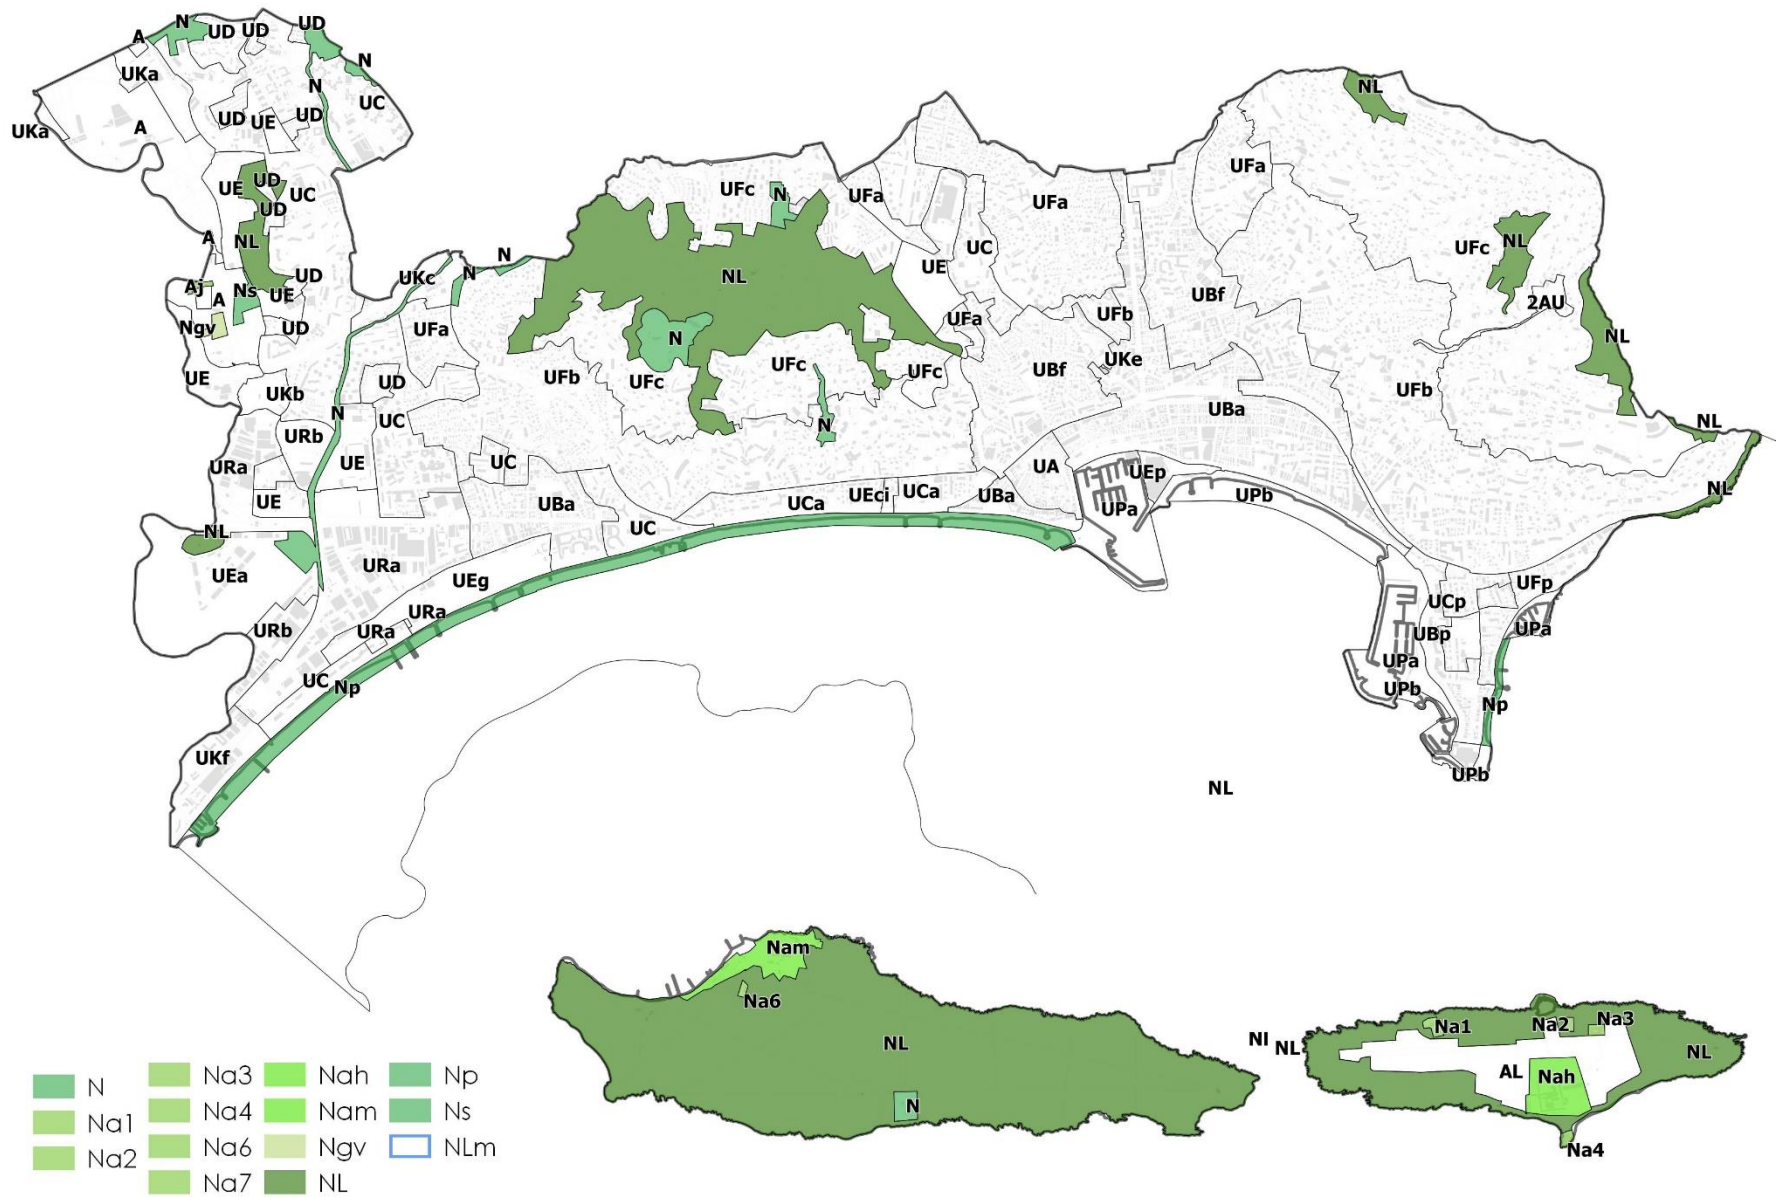 N
UD
UD
UD
A
N
UKa
N
UC
UKa
A
UD
UE
UD
NL
UE
UD
UC
UD
UFc
N
UFa
UFa
UFa
A
NL
N
UKc
N
UC
UFc
NL
Aj
A
Ns
UE
UD
NL
UE
UBf
2AU
Ngv
UD
UFa
N
UFa
UFb
NL
UE
UKb
UD
UFb
UFc
UFc
UFc
UBf
UKe
UFb
N
UC
UBa
NL
URb
N
URa
UE
UC
UA
UEp
NL
UE
UBa
UCa
UEci
UCa
UBa
UPa
UPb
NL
UC
UEa
URa
UEg
UFp
UCp
URb
URa
URa
UBp
UPa
UPa
UC
Np
UPb
Np
UKf
UPb
NL
Nam
Na6
NL
N
NI
NL
Na1
Na2
Na3
AL
Nah
NL
Na4
N
Na1
Na2
Na3
Na4
Na6
Na7
Nah
Nam
Ngv
NL
Np
Ns
NLm